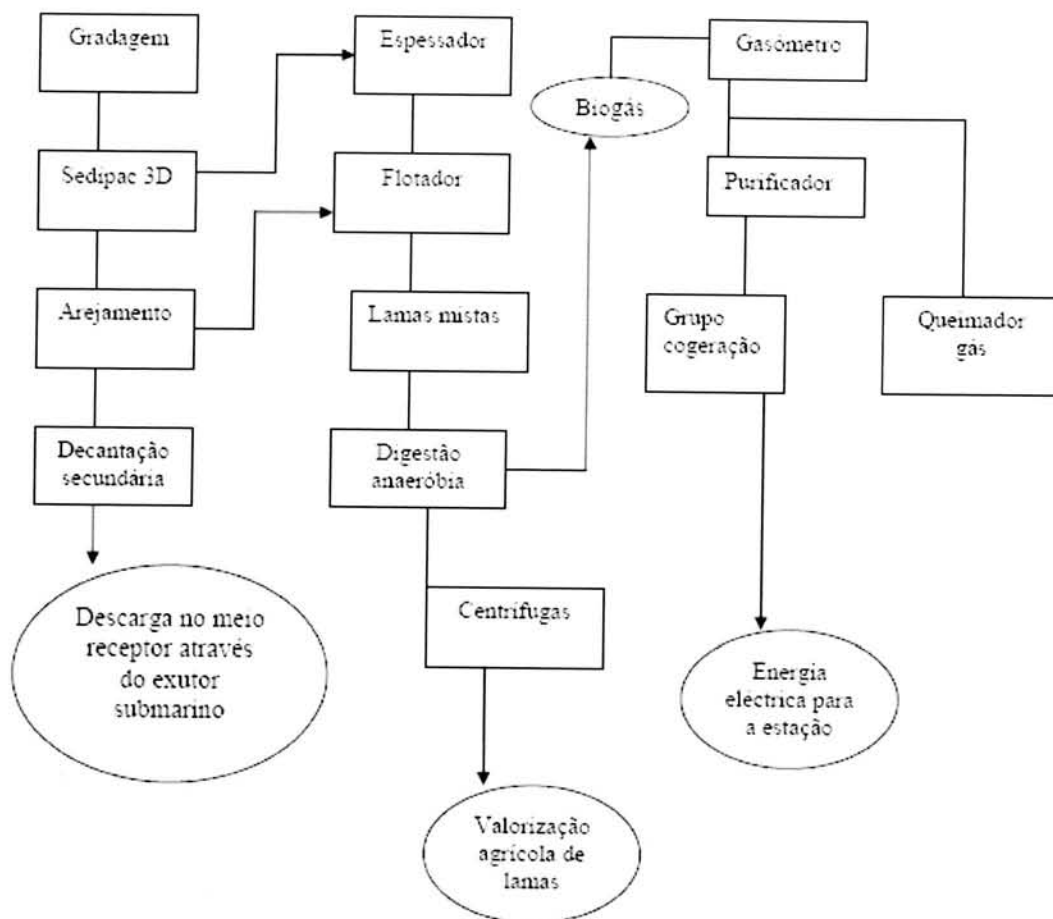 Gradagem
Espessador
Gasómetro
Biogás
Sedipac 3D
Flotador
Purificador
Arejamento
Lamas mistas
Grupo
cogeração
Queimador
gás
Decantação
secundária
Digestão
anaeróbia
Centrífugas
Descarga no meio
receptor através
do exutor
submarino
Energia
eléctrica para
a estação
Valorização
agrícola de
lamas